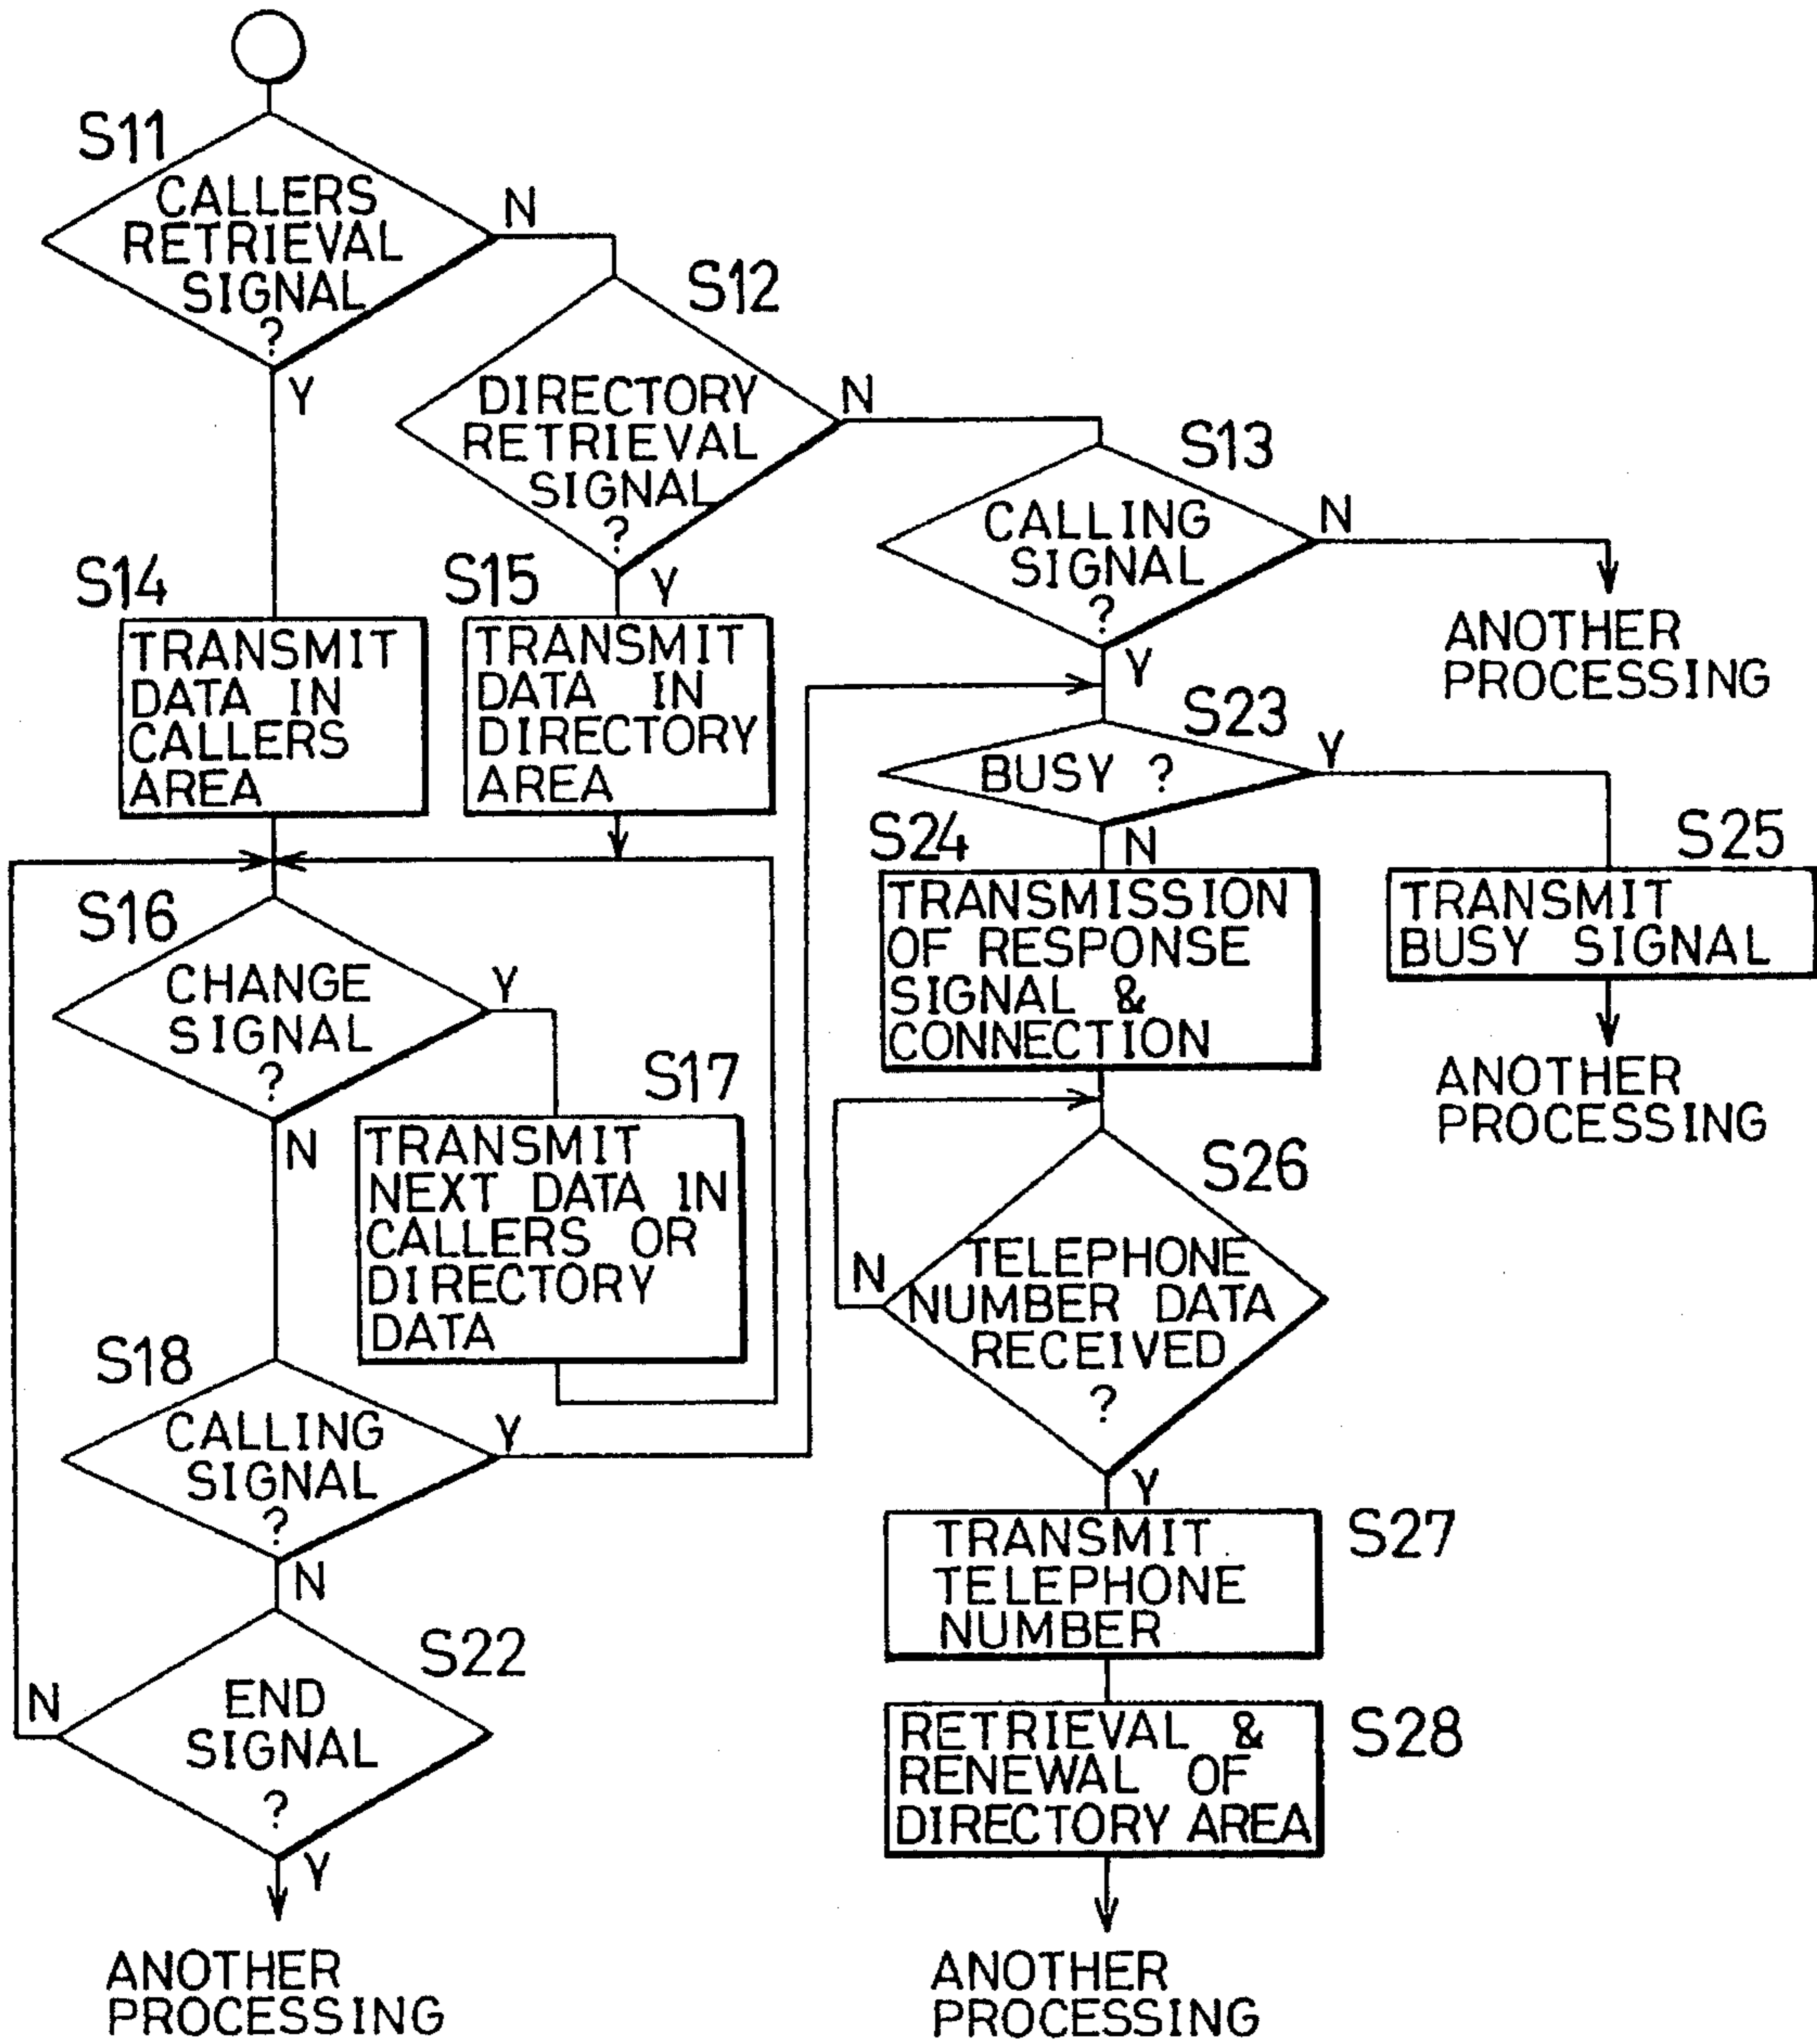 S11
CALLERS
RETRIEVAL
SIGNAL
?
N
Y
S12
DIRECTORY
RETRIEVAL
SIGNAL
?
N
Y
S13
CALLING
SIGNAL
?
N
Y
ANOTHER
PROCESSING
S14
TRANSMIT
DATA IN
CALLERS
AREA
S15
TRANSMIT
DATA IN
DIRECTORY
AREA
S23
BUSY ?
Y
N
S24
TRANSMISSION
OF RESPONSE
SIGNAL &
CONNECTION
S25
TRANSMIT
BUSY SIGNAL
ANOTHER
PROCESSING
S16
CHANGE
SIGNAL
?
Y
N
S17
TRANSMIT
NEXT DATA IN
CALLERS OR
DIRECTORY
DATA
S26
TELEPHONE
NUMBER DATA
RECEIVED
?
N
Y
S18
CALLING
SIGNAL
?
Y
N
S27
TRANSMIT
TELEPHONE
NUMBER
S22
END
SIGNAL
?
N
Y
S28
RETRIEVAL &
RENEWAL OF
DIRECTORY AREA
ANOTHER
PROCESSING
ANOTHER
PROCESSING